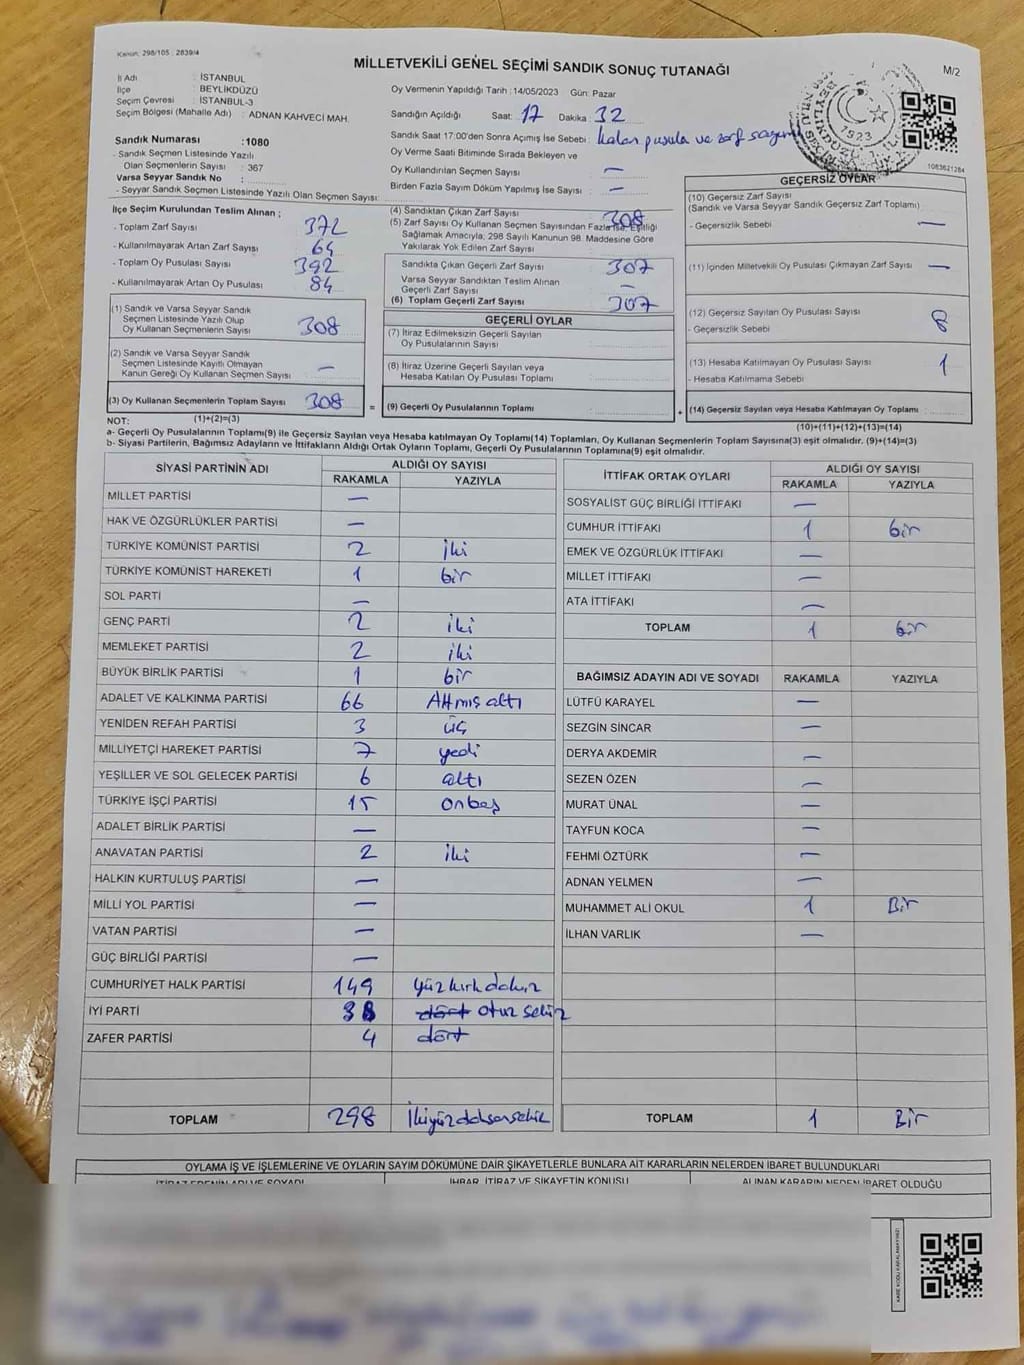 Kanun: 298/105 : 2839/4
MİLLETVEKİLİ GENEL SEÇİMİ SANDIK SONUÇ TUTANAĞI
M/2
İl Adı : İSTANBUL
İlçe : BEYLİKDÜZÜ
Seçim Çevresi : İSTANBUL-3
Seçim Bölgesi (Mahalle Adı) : ADNAN KAHVECİ MAH.
Sandık Numarası : 1080
- Sandık Seçmen Listesinde Yazılı
Olan Seçmenlerin Sayısı : 367
Varsa Seyyar Sandık No :
- Seyyar Sandık Seçmen Listesinde Yazılı Olan Seçmen Sayısı:
Oy Vermenin Yapıldığı Tarih : 14/05/2023 Gün: Pazar
Sandığın Açıldığı Saat: 17 Dakika: 32
Sandık Saat 17:00'den Sonra Açımış İse Sebebi: kalan pusula ve zarf sayımı
Oy Verme Saati Bitiminde Sırada Bekleyen ve
Oy Kullandırılan Seçmen Sayısı —
Birden Fazla Sayım Döküm Yapılmış İse Sayısı : —
1923
1083621284
İlçe Seçim Kurulundan Teslim Alınan ;
- Toplam Zarf Sayısı 372
- Kullanılmayarak Artan Zarf Sayısı : 64
- Toplam Oy Pusulası Sayısı 392
- Kullanılmayarak Artan Oy Pusulası : 84
(1) Sandık ve Varsa Seyyar Sandık
Seçmen Listesinde Yazılı Olup
Oy Kullanan Seçmenlerin Sayısı : 308
(2) Sandık ve Varsa Seyyar Sandık
Seçmen Listesinde Kayıtlı Olmayan
Kanun Gereği Oy Kullanan Seçmen Sayısı : —
(3) Oy Kullanan Seçmenlerin Toplam Sayısı : 308
(4) Sandıktan Çıkan Zarf Sayısı : 308
(5) Zarf Sayısı Oy Kullanan Seçmen Sayısından Fazla ise, Eşitliği
Sağlamak Amacıyla, 298 Sayılı Kanunun 98. Maddesine Göre
Yakılarak Yok Edilen Zarf Sayısı
Sandıkta Çıkan Geçerli Zarf Sayısı : 307
Varsa Seyyar Sandıktan Teslim Alınan
Geçerli Zarf Sayısı —
(6) Toplam Geçerli Zarf Sayısı : 307
GEÇERLİ OYLAR
(7) İtiraz Edilmeksizin Geçerli Sayılan
Oy Pusulalarının Sayısı :
(8) İtiraz Üzerine Geçerli Sayılan veya
Hesaba Katılan Oy Pusulası Toplamı :
= (9) Geçerli Oy Pusulalarının Toplamı :
GEÇERSİZ OYLAR
(10) Geçersiz Zarf Sayısı
(Sandık ve Varsa Seyyar Sandık Geçersiz Zarf Toplamı)
- Geçersizlik Sebebi : —
(11) İçinden Milletvekili Oy Pusulası Çıkmayan Zarf Sayısı —
(12) Geçersiz Sayılan Oy Pusulası Sayısı : 8
- Geçersizlik Sebebi
(13) Hesaba Katılmayan Oy Pusulası Sayısı : 1
- Hesaba Katılmama Sebebi
+ (14) Geçersiz Sayılan veya Hesaba Katılmayan Oy Toplamı :
NOT: (1)+(2)=(3) (10)+(11)+(12)+(13)=(14)
a- Geçerli Oy Pusulalarının Toplamı(9) ile Geçersiz Sayılan veya Hesaba katılmayan Oy Toplamı(14) Toplamları, Oy Kullanan Seçmenlerin Toplam Sayısına(3) eşit olmalıdır. (9)+(14)=(3)
b- Siyasi Partilerin, Bağımsız Adayların ve İttifakların Aldığı Ortak Oyların Toplamı, Geçerli Oy Pusulalarının Toplamına(9) eşit olmalıdır.
SİYASİ PARTİNİN ADI ALDIĞI OY SAYISI
RAKAMLA YAZIYLA
MİLLET PARTİSİ —
HAK VE ÖZGÜRLÜKLER PARTİSİ —
TÜRKİYE KOMÜNİST PARTİSİ 2 iki
TÜRKİYE KOMÜNİST HAREKETİ 1 bir
SOL PARTİ —
GENÇ PARTİ 2 iki
MEMLEKET PARTİSİ 2 iki
BÜYÜK BİRLİK PARTİSİ 1 bir
ADALET VE KALKINMA PARTİSİ 66 Altmış altı
YENİDEN REFAH PARTİSİ 3 üç
MİLLİYETÇİ HAREKET PARTİSİ 7 yedi
YEŞİLLER VE SOL GELECEK PARTİSİ 6 altı
TÜRKİYE İŞÇİ PARTİSİ 15 onbeş
ADALET BİRLİK PARTİSİ —
ANAVATAN PARTİSİ 2 iki
HALKIN KURTULUŞ PARTİSİ —
MİLLİ YOL PARTİSİ —
VATAN PARTİSİ —
GÜÇ BİRLİĞİ PARTİSİ —
CUMHURİYET HALK PARTİSİ 149 yüzkırkdokuz
İYİ PARTİ 38 dört otuz sekiz
ZAFER PARTİSİ 4 dört
TOPLAM 298 İkiyüzdoksansekiz
İTTİFAK ORTAK OYLARI ALDIĞI OY SAYISI
RAKAMLA YAZIYLA
SOSYALİST GÜÇ BİRLİĞİ İTTİFAKI —
CUMHUR İTTİFAKI 1 bir
EMEK VE ÖZGÜRLÜK İTTİFAKI —
MİLLET İTTİFAKI —
ATA İTTİFAKI —
TOPLAM 1 bir
BAĞIMSIZ ADAYIN ADI VE SOYADI RAKAMLA YAZIYLA
LÜTFÜ KARAYEL —
SEZGİN SİNCAR —
DERYA AKDEMİR —
SEZEN ÖZEN —
MURAT ÜNAL —
TAYFUN KOCA —
FEHMİ ÖZTÜRK —
ADNAN YELMEN —
MUHAMMET ALİ OKUL 1 Bir
İLHAN VARLIK —
TOPLAM 1 Bir
OYLAMA İŞ VE İŞLEMLERİNE VE OYLARIN SAYIM DÖKÜMÜNE DAİR ŞİKAYETLERLE BUNLARA AİT KARARLARIN NELERDEN İBARET BULUNDUKLARI
İTİRAZ EDENİN ADI VE SOYADI İHBAR, İTİRAZ VE ŞİKAYETİN KONUSU ALINAN KARARIN NEDEN İBARET OLDUĞU
KARE KODU KARALAMAYINIZ!